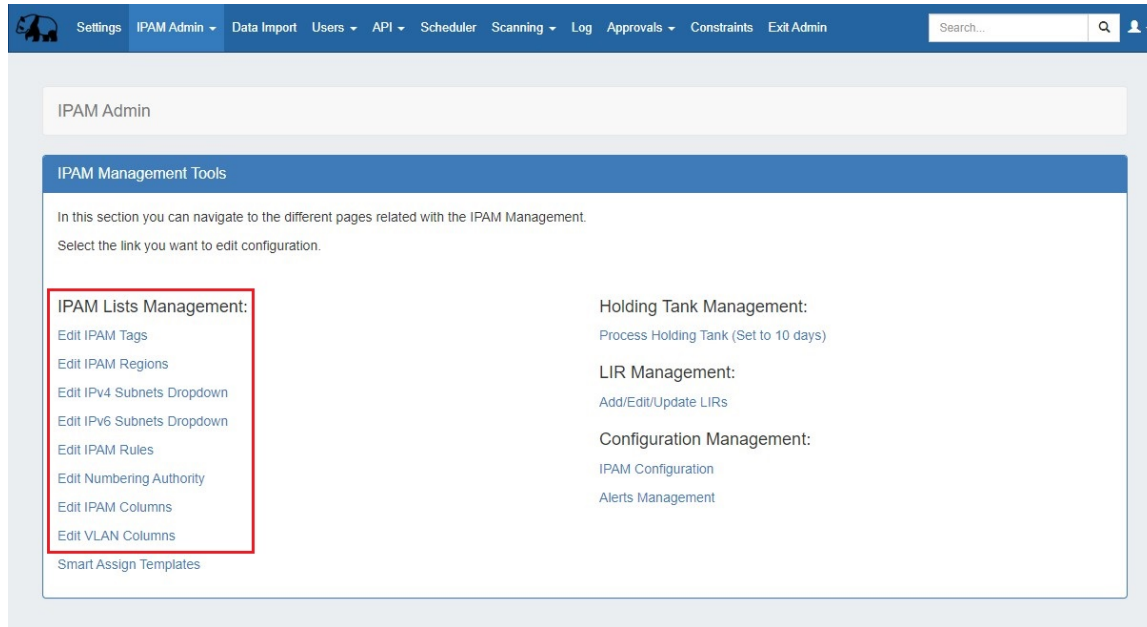 Settings IPAM Admin Data Import Users API Scheduler Scanning Log Approvals Constraints Exit Admin Search...
IPAM Admin
IPAM Management Tools
In this section you can navigate to the different pages related with the IPAM Management.
Select the link you want to edit configuration.
IPAM Lists Management:
Edit IPAM Tags
Edit IPAM Regions
Edit IPv4 Subnets Dropdown
Edit IPv6 Subnets Dropdown
Edit IPAM Rules
Edit Numbering Authority
Edit IPAM Columns
Edit VLAN Columns
Smart Assign Templates
Holding Tank Management:
Process Holding Tank (Set to 10 days)
LIR Management:
Add/Edit/Update LIRs
Configuration Management:
IPAM Configuration
Alerts Management